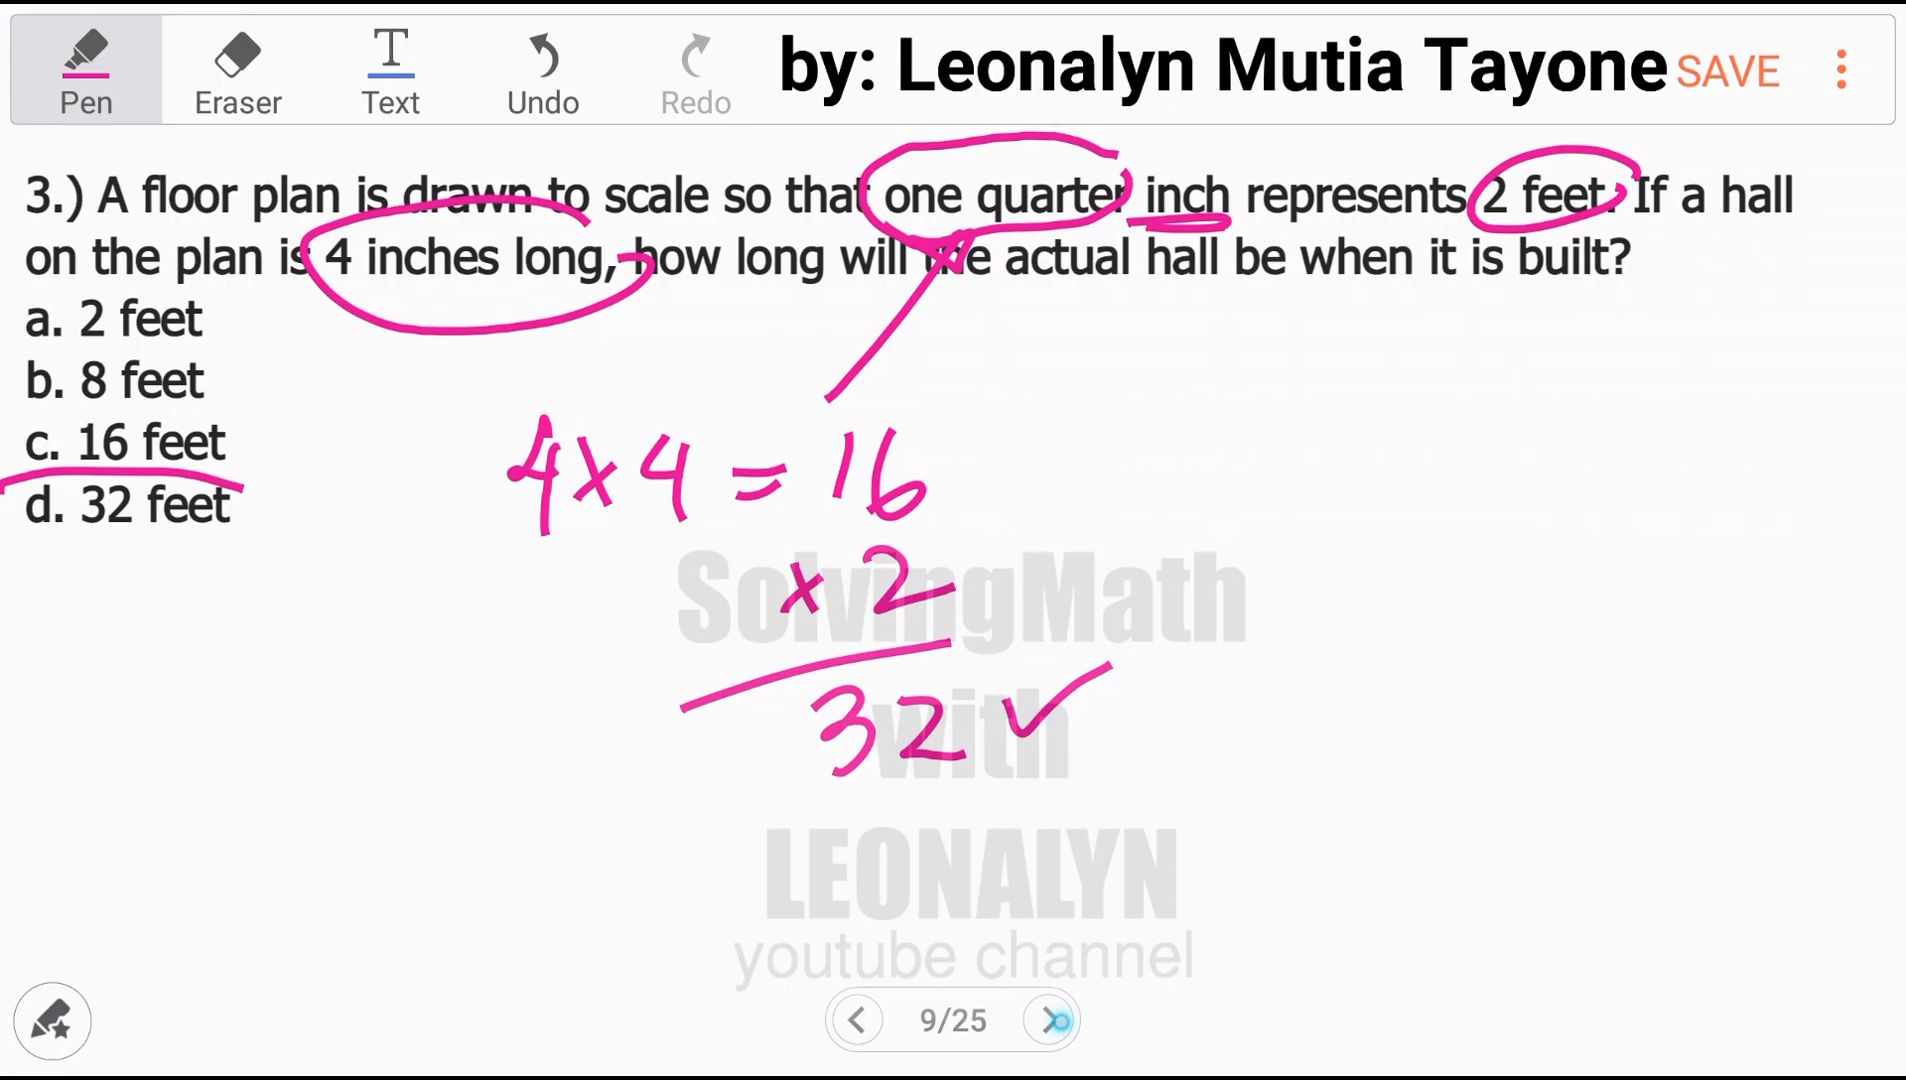 Pen
Eraser
Text
Undo
Redo
by: Leonalyn Mutia Tayone
SAVE
3.) A floor plan is drawn to scale so that one quarter inch represents 2 feet. If a hall
on the plan is 4 inches long, how long will the actual hall be when it is built?
a. 2 feet
b. 8 feet
c. 16 feet
d. 32 feet
4 x 4 = 16
x 2
32
SolvingMath
with
LEONALYN
youtube channel
9/25